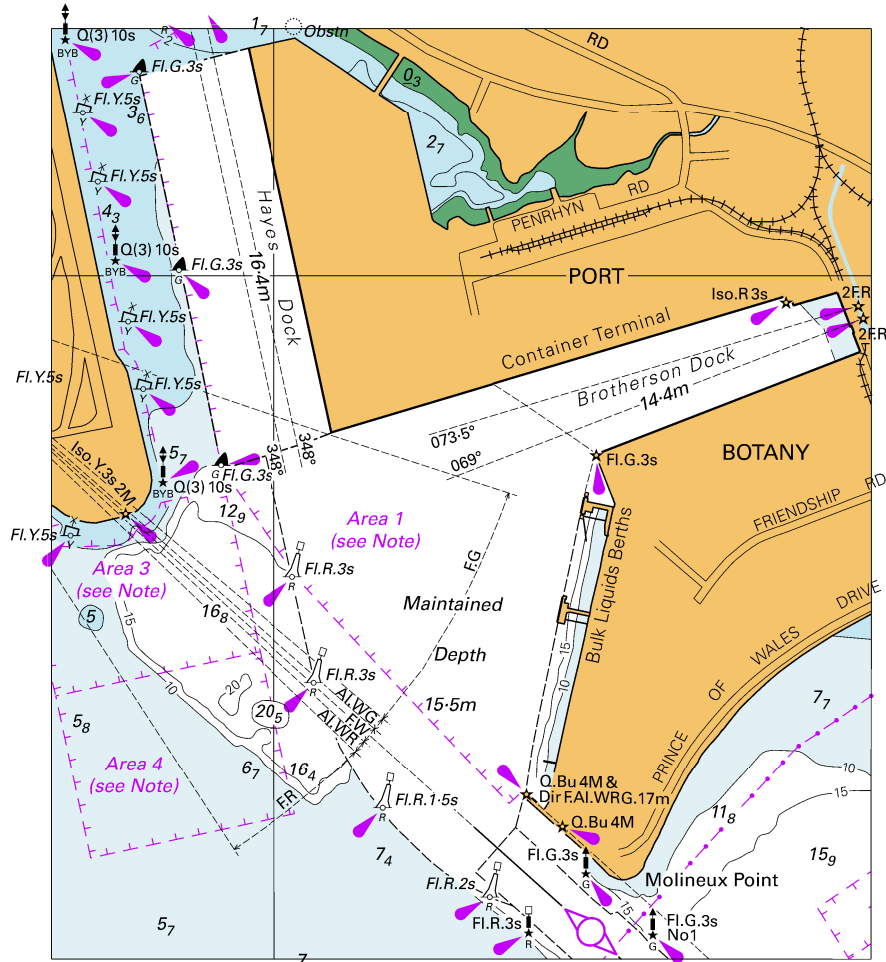 1₇
Obstn
RD
R
2
Q(3) 10s
BYB
Fl.G.3s
G
0₃
Fl.Y.5s
Y
3₆
2₇
Fl.Y.5s
Y
RD
PENRHYN
Hayes
Dock
16·4m
4₃
Q(3) 10s
BYB
Fl.G.3s
G
PORT
Iso.R 3s
2F.R
2F.R
Fl.Y.5s
Y
Container Terminal
Brotherson Dock
14·4m
Fl.Y.5s
Fl.Y.5s
Y
073·5°
069°
348°
348°
BOTANY
Iso.Y.3s 2M
5₇
Q(3) 10s
BYB
Fl.G.3s
G
Fl.G.3s
FRIENDSHIP RD
12₉
Area 1
(see Note)
Fl.Y.5s
Y
F.G
Bulk Liquids Berths
Area 3
(see Note)
Fl.R.3s
R
5
16₈
Maintained
Depth
15·5m
15
15
10
PRINCE OF WALES DRIVE
10
20
20₅
Fl.R.3s
R
Al.WG
FW
Al.WR
7₇
5₈
Area 4
(see Note)
6₇
16₄
F.R
Fl.R.1·5s
R
Q.Bu 4M &
Dir F.Al.WRG.17m
Q.Bu 4M
10
15
11₈
7₄
Fl.G.3s
G
15₉
Fl.R.2s
R
Molineux Point
15
Fl.R.3s
R
Fl.G.3s
No1
G
5₇
7